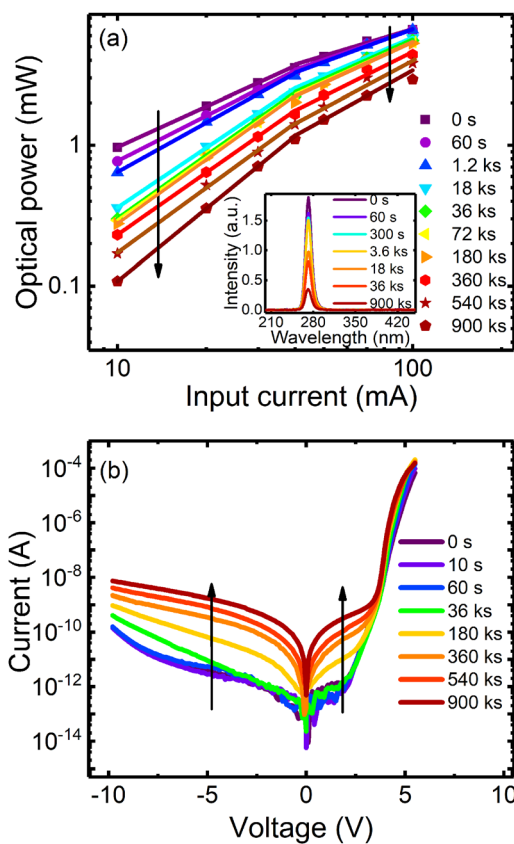 (a)
Optical power (mW)
1
0.1
10
100
Input current (mA)
0 s
60 s
1.2 ks
18 ks
36 ks
72 ks
180 ks
360 ks
540 ks
900 ks
Intensity (a.u.)
1.5
1.0
0.5
0.0
210 280 350 420
Wavelength (nm)
0 s
60 s
300 s
3.6 ks
18 ks
36 ks
900 ks
(b)
Current (A)
10⁻⁴
10⁻⁶
10⁻⁸
10⁻¹⁰
10⁻¹²
10⁻¹⁴
-10 -5 0 5 10
Voltage (V)
0 s
10 s
60 s
36 ks
180 ks
360 ks
540 ks
900 ks